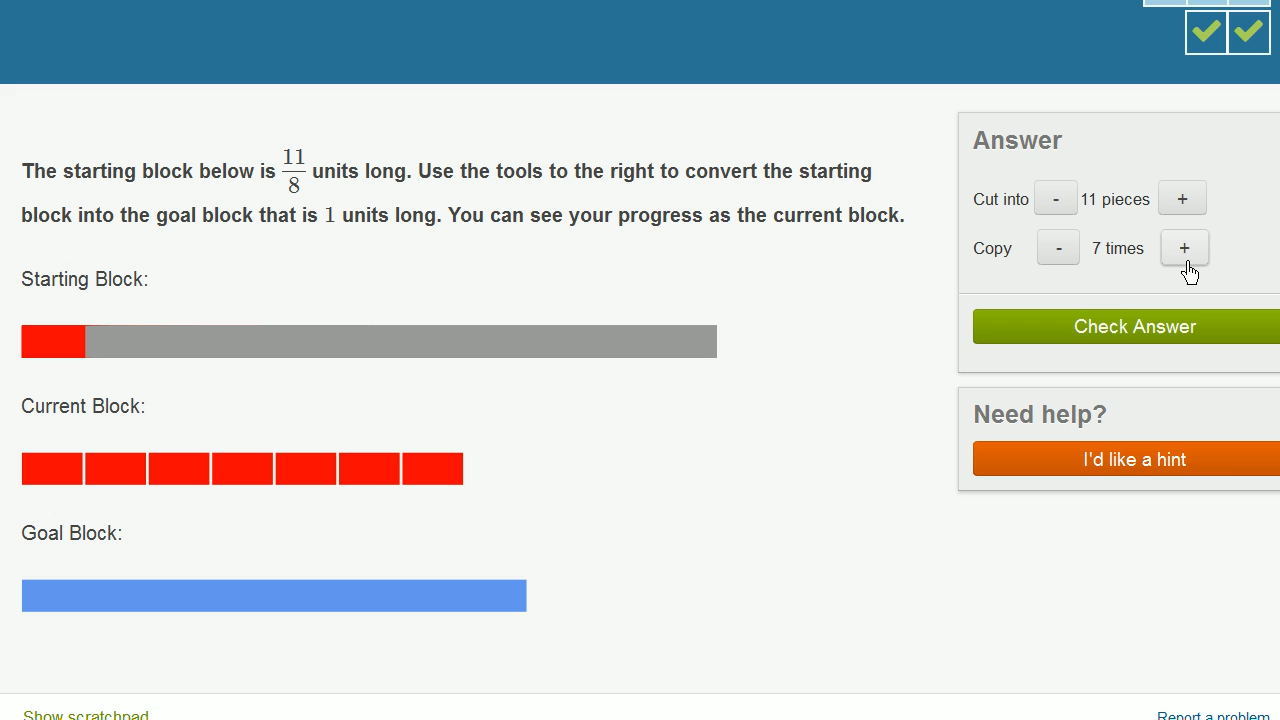 The starting block below is 11/8 units long. Use the tools to the right to convert the starting
block into the goal block that is 1 units long. You can see your progress as the current block.
Starting Block:
Current Block:
Goal Block:
Answer
Cut into - 11 pieces +
Copy - 7 times +
Check Answer
Need help?
I'd like a hint
Show scratchpad
Report a problem